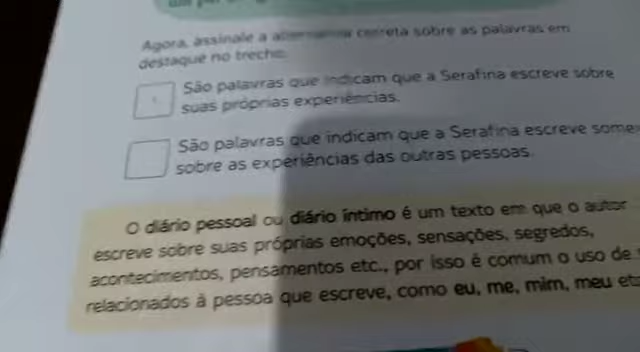 Agora, assinale a alternativa correta sobre as palavras em
destaque no trecho.
São palavras que indicam que a Serafina escreve sobre
suas próprias experiências.
São palavras que indicam que a Serafina escreve
sobre as experiências das outras pessoas.
O diário pessoal ou diário íntimo é um texto em que o autor
escreve sobre suas próprias emoções, sensações, segredos,
acontecimentos, pensamentos etc., por isso é comum o uso de
relacionados à pessoa que escreve, como eu, me, mim, meu